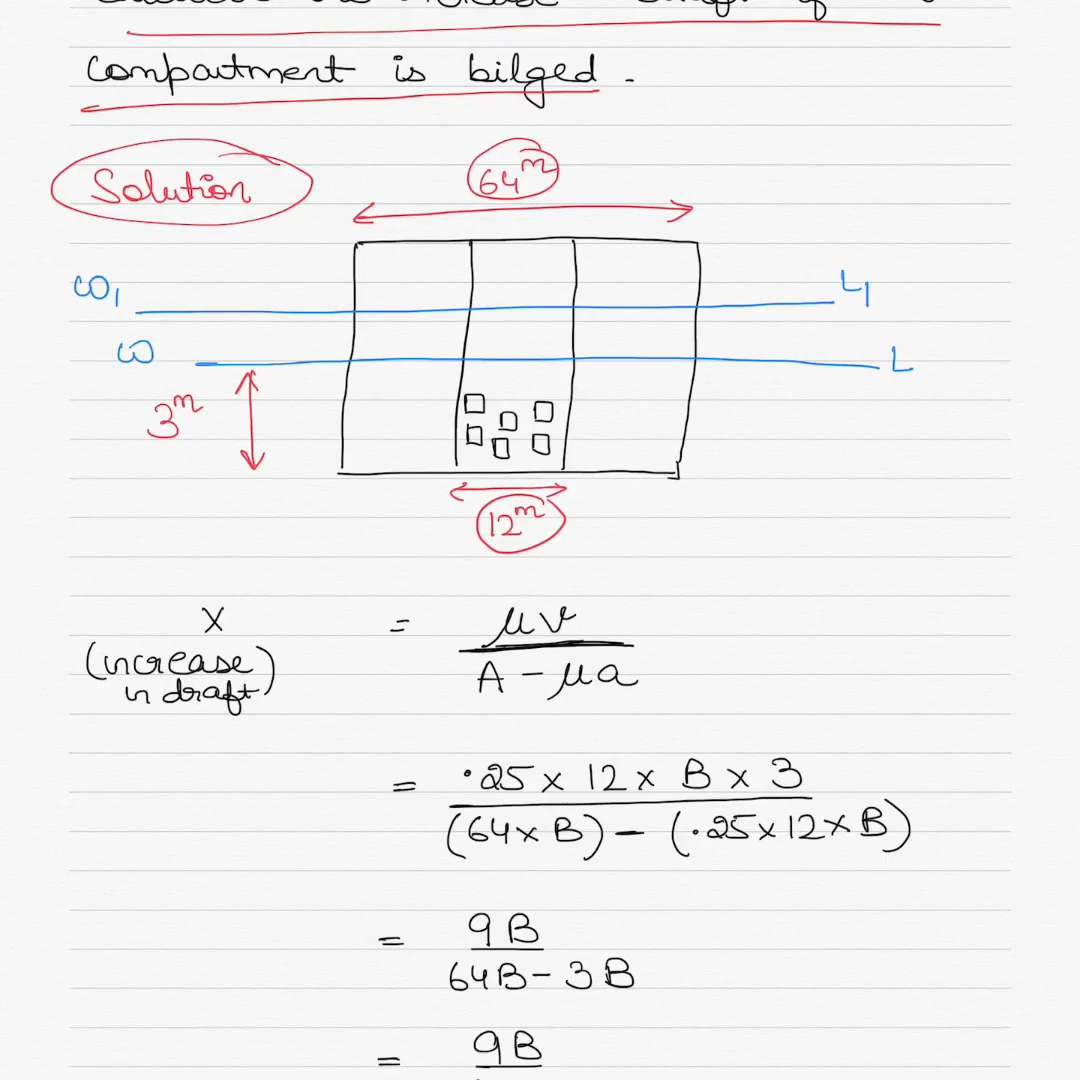 compartment is bilged.
Solution
64m
ω1 L1
ω L
3m
12m
X = μv
(increase in draft) A - μa
= .25 x 12 x B x 3
(64 x B) - (.25 x 12 x B)
= 9B
64B - 3B
= 9B